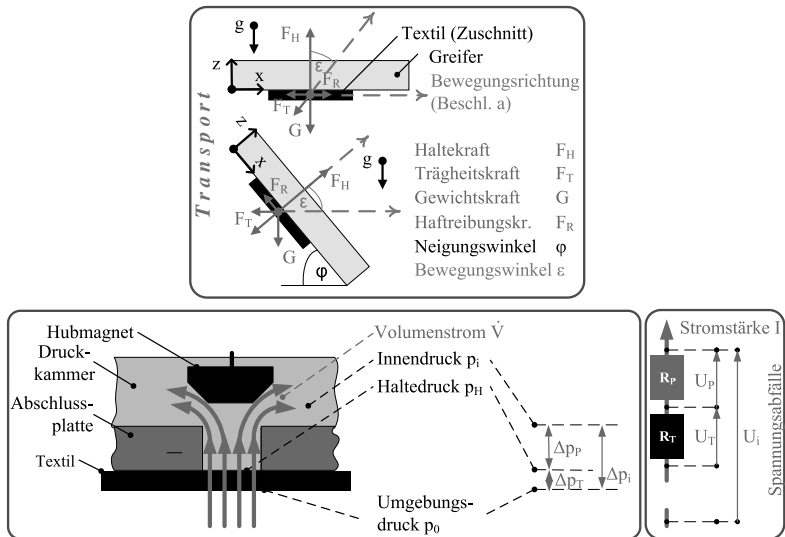 Transport
g
F_H
Textil (Zuschnitt)
Greifer
z
x
ε
F_R
F_T
G
Bewegungsrichtung
(Beschl. a)
z
x
F_R
F_H
ε
F_T
G
φ
g
Haltekraft F_H
Trägheitskraft F_T
Gewichtskraft G
Haftreibungskr. F_R
Neigungswinkel φ
Bewegungswinkel ε
Hubmagnet
Druck-
kammer
Abschluss-
platte
Textil
Volumenstrom V̇
Innendruck p_i
Haltedruck p_H
Umgebungs-
druck p_0
Δp_P
Δp_T
Δp_i
Stromstärke I
R_P
U_P
R_T
U_T
U_i
Spannungsabfälle